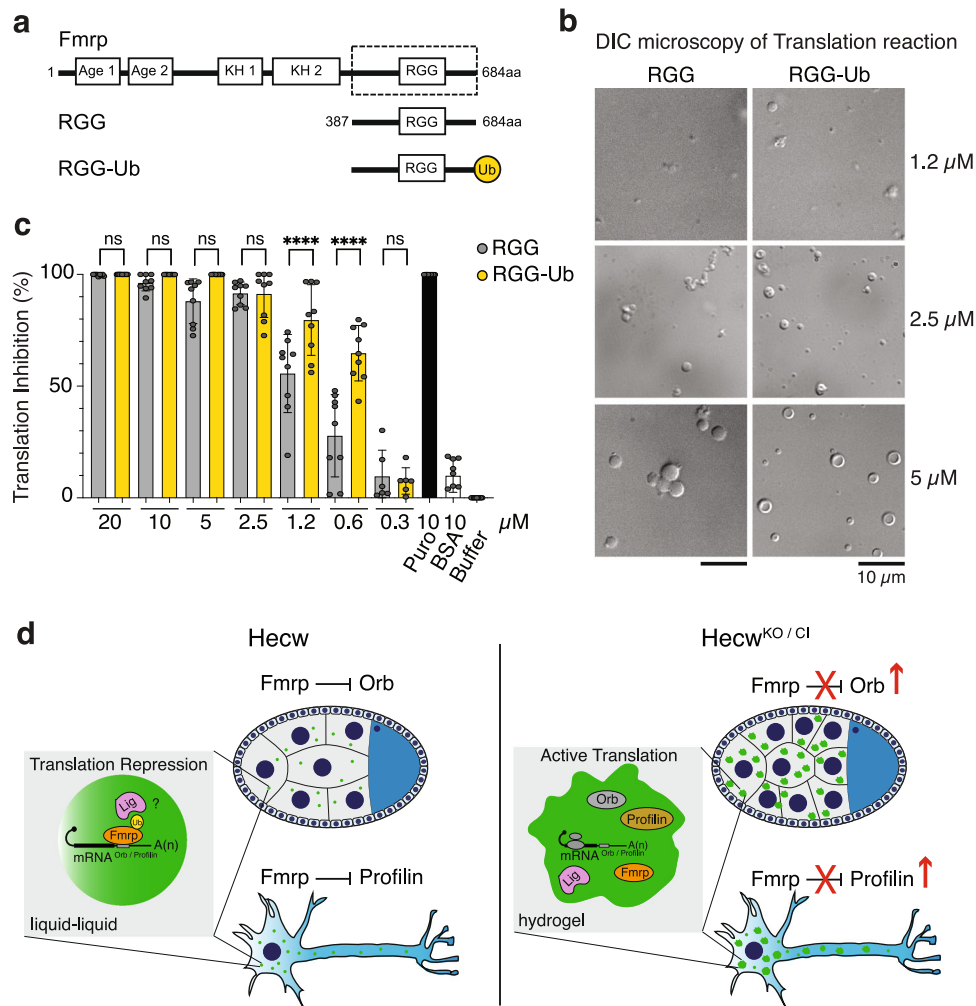 a
Fmrp
1 Age 1 Age 2 KH 1 KH 2 RGG 684aa
RGG 387 RGG 684aa
RGG-Ub RGG Ub
b
DIC microscopy of Translation reaction
RGG RGG-Ub
1.2 µM
2.5 µM
5 µM
10 µm
c
ns ns ns ns **** **** ns
RGG
RGG-Ub
Translation Inhibition (%)
100
50
0
20 10 5 2.5 1.2 0.6 0.3 10 10 µM
Puro
BSA
Buffer
d
Hecw
Fmrp Orb
Translation Repression
Lig ?
Ub
Fmrp
A(n)
mRNA Orb / Profilin
liquid-liquid
Fmrp Profilin
Hecw KO / CI
Fmrp X Orb
Active Translation
Orb
Profilin
A(n)
mRNA Orb / Profilin
Lig
Fmrp
hydrogel
Fmrp X Profilin